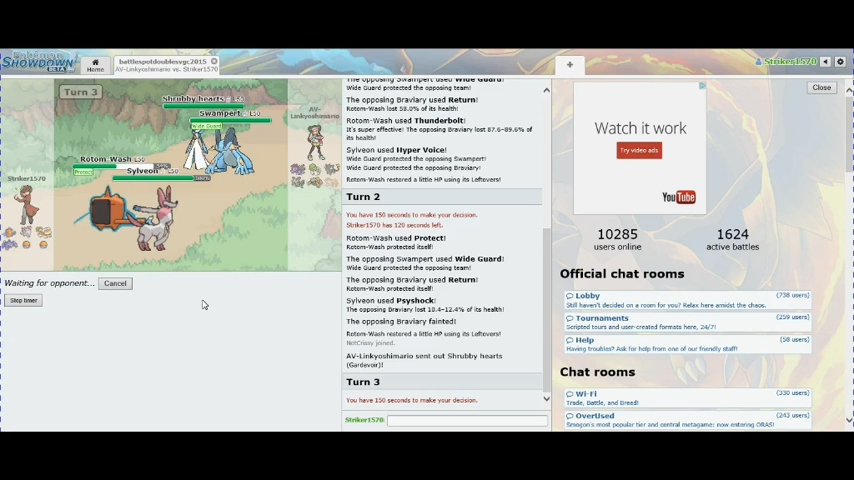 Pokémon
SHOWDOWN
BETA
Home
battlespotdoublesvgc2015
AV-Linkyoshimario vs. Striker1570
+
Striker1570
Turn 3
Shrubby hearts L50
Swampert L50
Wide Guard
AV-
Linkyoshimario
Rotom-Wash L50
Protect
Sylveon L50
Striker1570
Waiting for opponent...
Cancel
Stop timer
The opposing Swampert used Wide Guard!
Wide Guard protected the opposing team!
The opposing Braviary used Return!
Rotom-Wash lost 58.0% of its health!
Rotom-Wash used Thunderbolt!
It's super effective! The opposing Braviary lost 87.6–89.6% of
its health!
Sylveon used Hyper Voice!
Wide Guard protected the opposing Swampert!
Wide Guard protected the opposing Braviary!
Rotom-Wash restored a little HP using its Leftovers!
Turn 2
You have 150 seconds to make your decision.
Striker1570 has 120 seconds left.
Rotom-Wash used Protect!
Rotom-Wash protected itself!
The opposing Swampert used Wide Guard!
Wide Guard protected the opposing team!
The opposing Braviary used Return!
Rotom-Wash protected itself!
Sylveon used Psyshock!
The opposing Braviary lost 10.4–12.4% of its health!
The opposing Braviary fainted!
Rotom-Wash restored a little HP using its Leftovers!
NotCrissy joined.
AV-Linkyoshimario sent out Shrubby hearts
(Gardevoir)!
Turn 3
You have 150 seconds to make your decision.
Striker1570:
Close
Watch it work
Try video ads
YouTube
10285
users online
1624
active battles
Official chat rooms
Lobby
(738 users)
Still haven't decided on a room for you? Relax here amidst the chaos.
Tournaments
(259 users)
Scripted tours and user-created formats here, 24/7!
Help
(58 users)
Having troubles? Ask for help from one of our friendly staff!
Chat rooms
Wi-Fi
(330 users)
Trade, Battle, and Breed!
OverUsed
(243 users)
Smogon's most popular tier and central metagame: now entering ORAS!